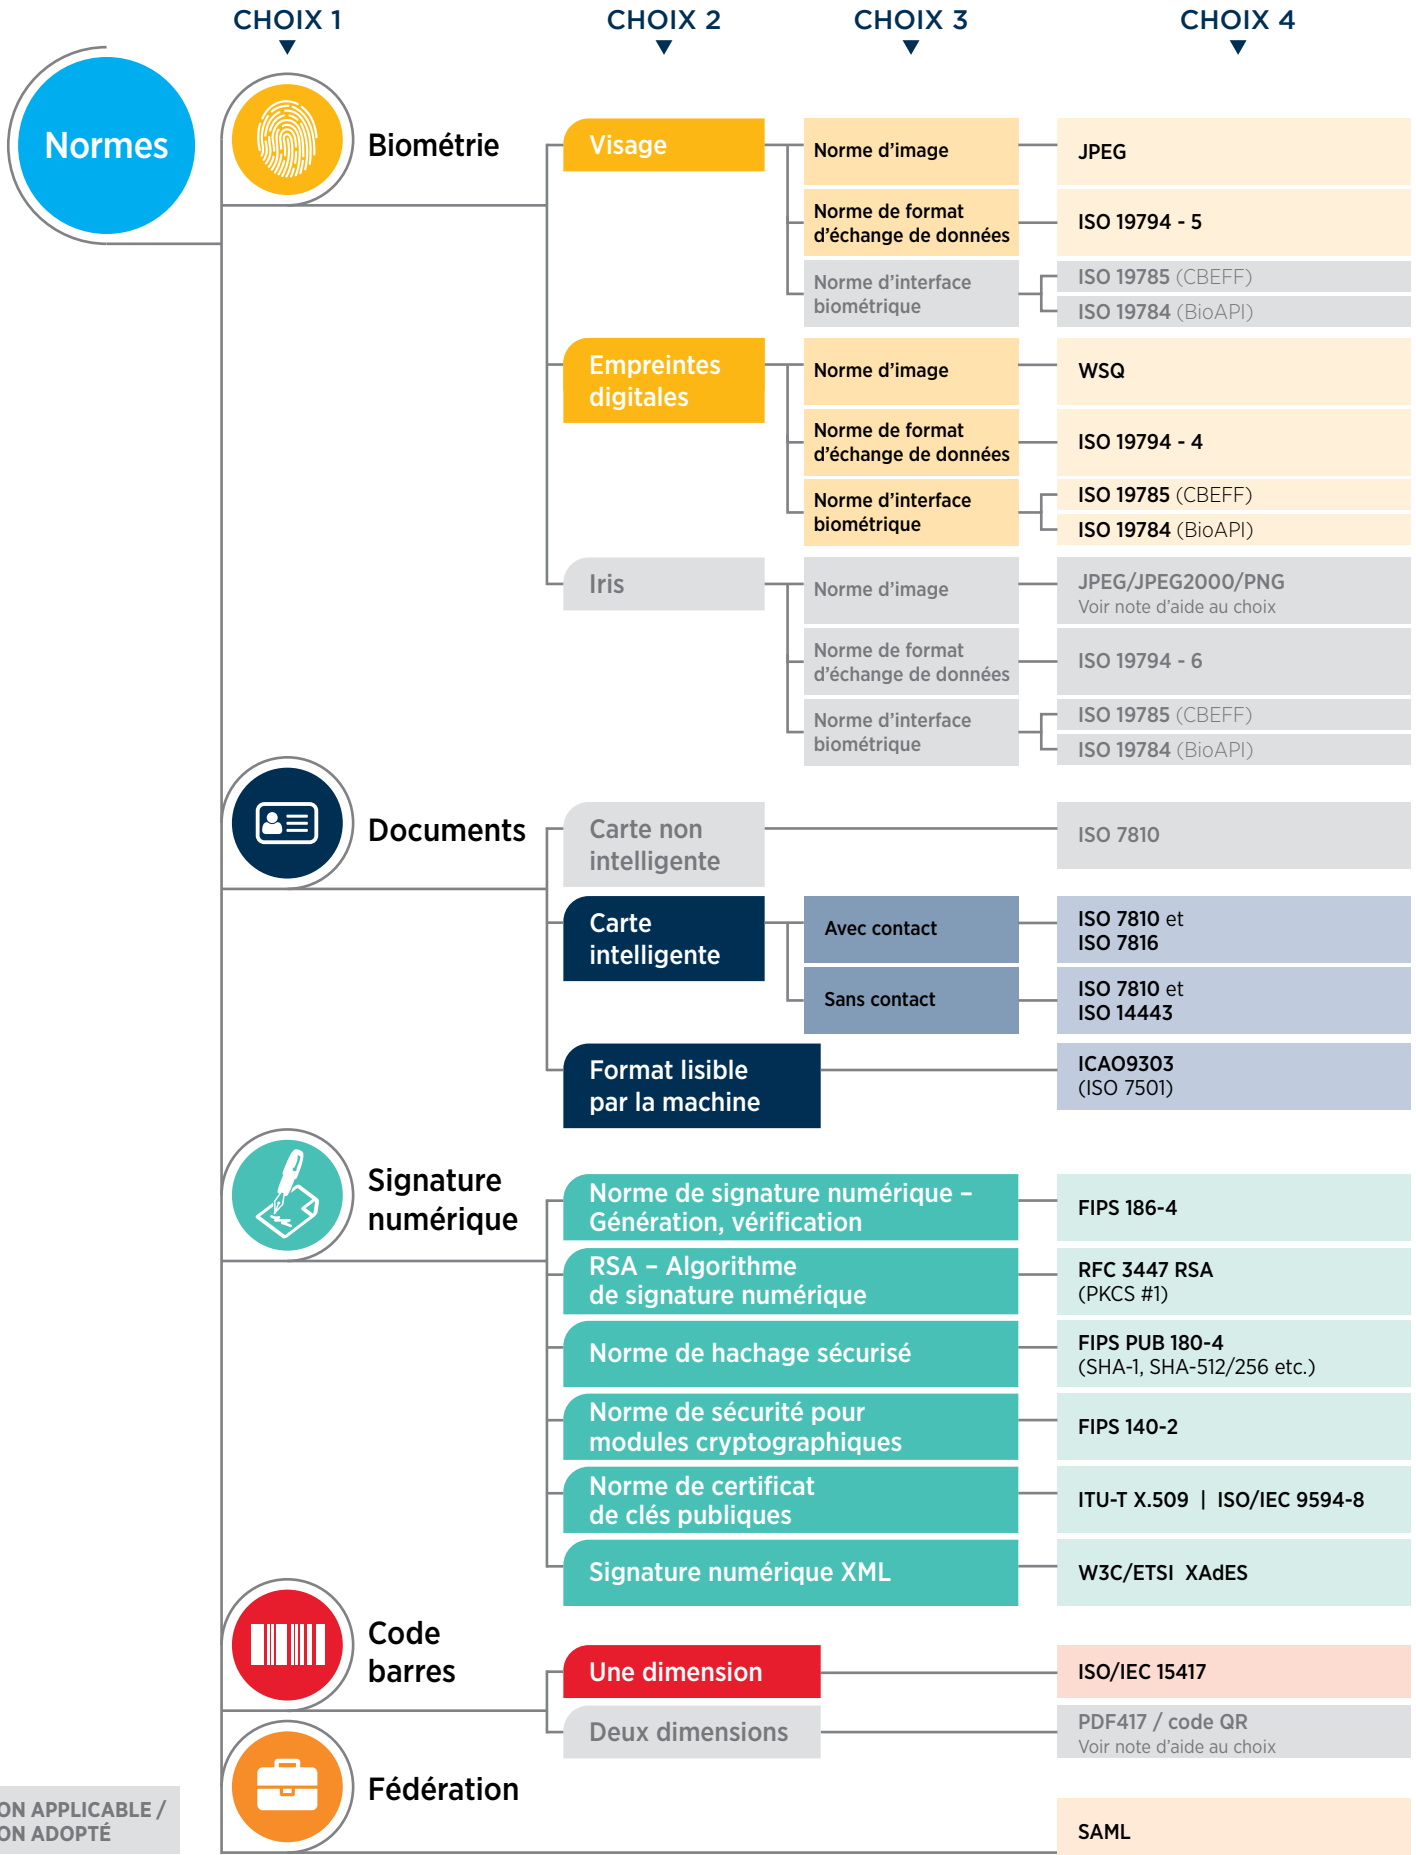 CHOIX 1
CHOIX 2
CHOIX 3
CHOIX 4
Normes
Biométrie
Visage
Norme d’image
JPEG
Norme de format
d’échange de données
ISO 19794 - 5
Norme d’interface
biométrique
ISO 19785 (CBEFF)
ISO 19784 (BioAPI)
Empreintes
digitales
Norme d’image
WSQ
Norme de format
d’échange de données
ISO 19794 - 4
Norme d’interface
biométrique
ISO 19785 (CBEFF)
ISO 19784 (BioAPI)
Iris
Norme d’image
JPEG/JPEG2000/PNG
Voir note d’aide au choix
Norme de format
d’échange de données
ISO 19794 - 6
Norme d’interface
biométrique
ISO 19785 (CBEFF)
ISO 19784 (BioAPI)
Documents
Carte non
intelligente
ISO 7810
Carte
intelligente
Avec contact
ISO 7810 et
ISO 7816
Sans contact
ISO 7810 et
ISO 14443
Format lisible
par la machine
ICAO9303
(ISO 7501)
Signature
numérique
Norme de signature numérique –
Génération, vérification
FIPS 186-4
RSA – Algorithme
de signature numérique
RFC 3447 RSA
(PKCS #1)
Norme de hachage sécurisé
FIPS PUB 180-4
(SHA-1, SHA-512/256 etc.)
Norme de sécurité pour
modules cryptographiques
FIPS 140-2
Norme de certificat
de clés publiques
ITU-T X.509 | ISO/IEC 9594-8
Signature numérique XML
W3C/ETSI XAdES
Code
barres
Une dimension
ISO/IEC 15417
Deux dimensions
PDF417 / code QR
Voir note d’aide au choix
Fédération
SAML
ON APPLICABLE /
ON ADOPTÉ